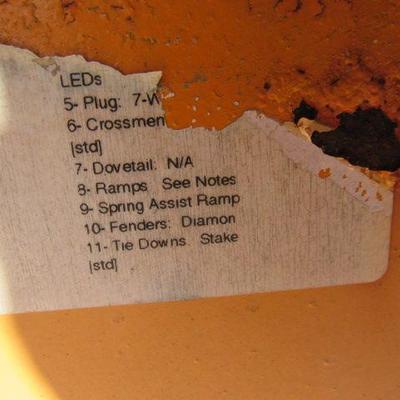 LEDs
5- Plug: 7-W
6- Crossmen
[std]
7- Dovetail: N/A
8- Ramps See Notes
9- Spring Assist Ramp
10- Fenders: Diamon
11- Tie Downs Stake
[std]